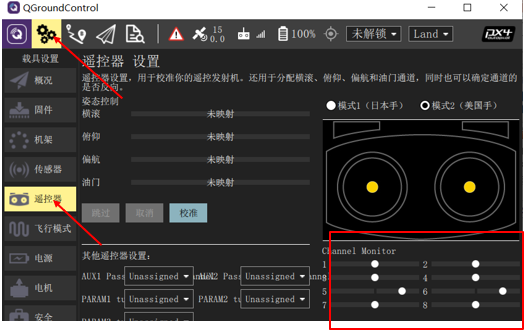 QGroundControl
15
0.0
100%
未解锁
Land
PX4
载具设置
遥控器 设置
概况
遥控器设置，用于校准你的遥控发射机。还用于分配横滚、俯仰、偏航和油门通道，同时也可以确定通道的
是否反向。
固件
姿态控制
模式1（日本手）
模式2（美国手）
横滚
未映射
机架
俯仰
未映射
传感器
偏航
未映射
遥控器
油门
未映射
跳过
取消
校准
飞行模式
电源
其他遥控器设置:
Channel Monitor
1
2
AUX1 Pass
Unassigned
AUX2 Pass
Unassigned
3
4
电机
5
6
PARAM1 tu
Unassigned
PARAM2 tu
Unassigned
7
8
安全